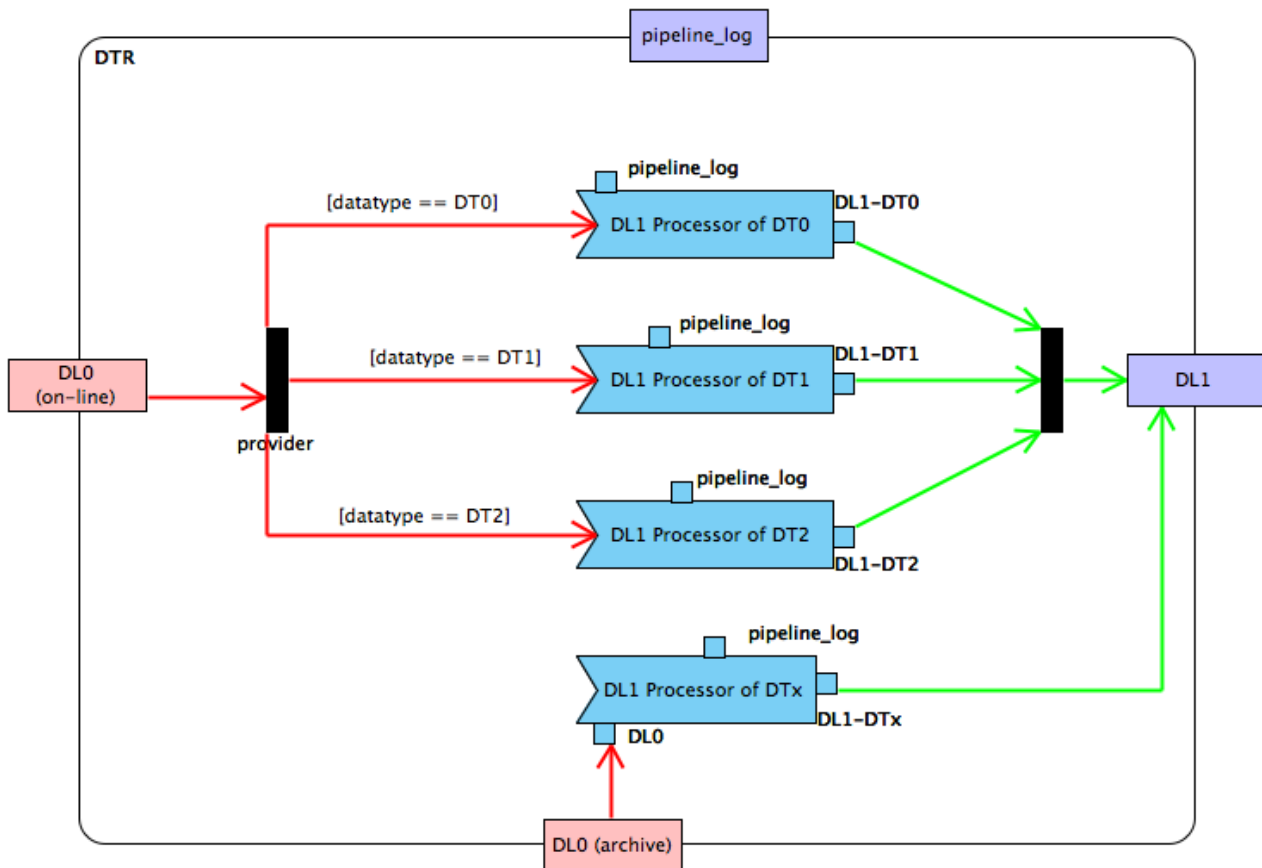 pipeline_log
DTR
pipeline_log
[datatype == DT0]
DL1-DT0
DL1 Processor of DT0
pipeline_log
[datatype == DT1]
DL1-DT1
DL0
(on-line)
DL1 Processor of DT1
DL1
provider
pipeline_log
[datatype == DT2]
DL1 Processor of DT2
DL1-DT2
pipeline_log
DL1 Processor of DTx
DL1-DTx
DL0
DL0 (archive)